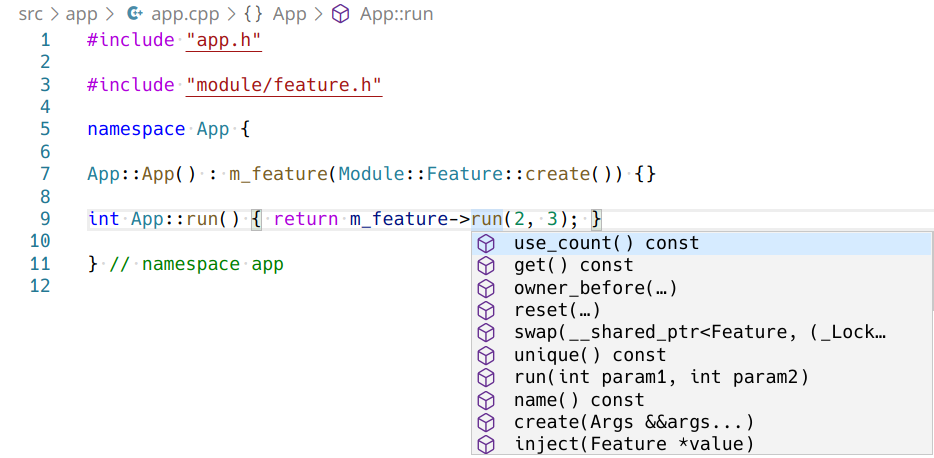 src > app > app.cpp > {} App > App::run
1 #include "app.h"
2
3 #include "module/feature.h"
4
5 namespace App {
6
7 App::App() : m_feature(Module::Feature::create()) {}
8
9 int App::run() { return m_feature->run(2, 3); }
10
11 } // namespace app
12
use_count() const
get() const
owner_before(…)
reset(…)
swap(__shared_ptr<Feature, (_Lock…
unique() const
run(int param1, int param2)
name() const
create(Args &&args...)
inject(Feature *value)